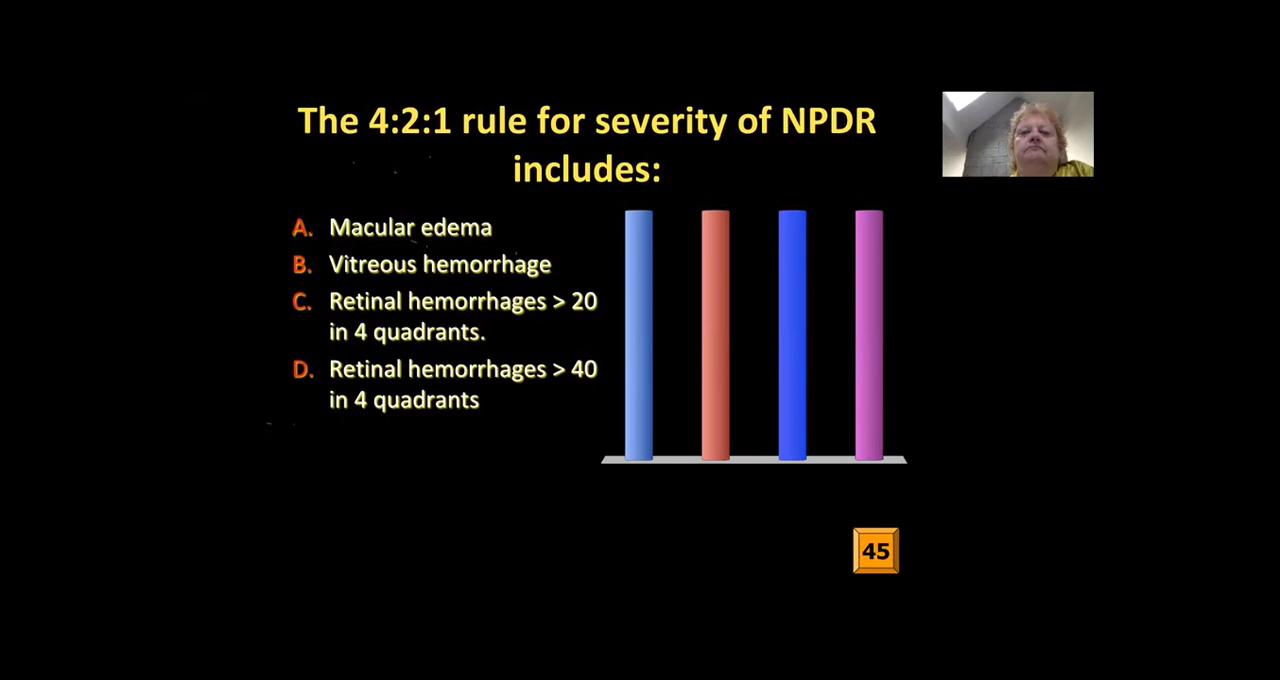 The 4:2:1 rule for severity of NPDR
includes:
A. Macular edema
B. Vitreous hemorrhage
C. Retinal hemorrhages > 20
in 4 quadrants.
D. Retinal hemorrhages > 40
in 4 quadrants
45